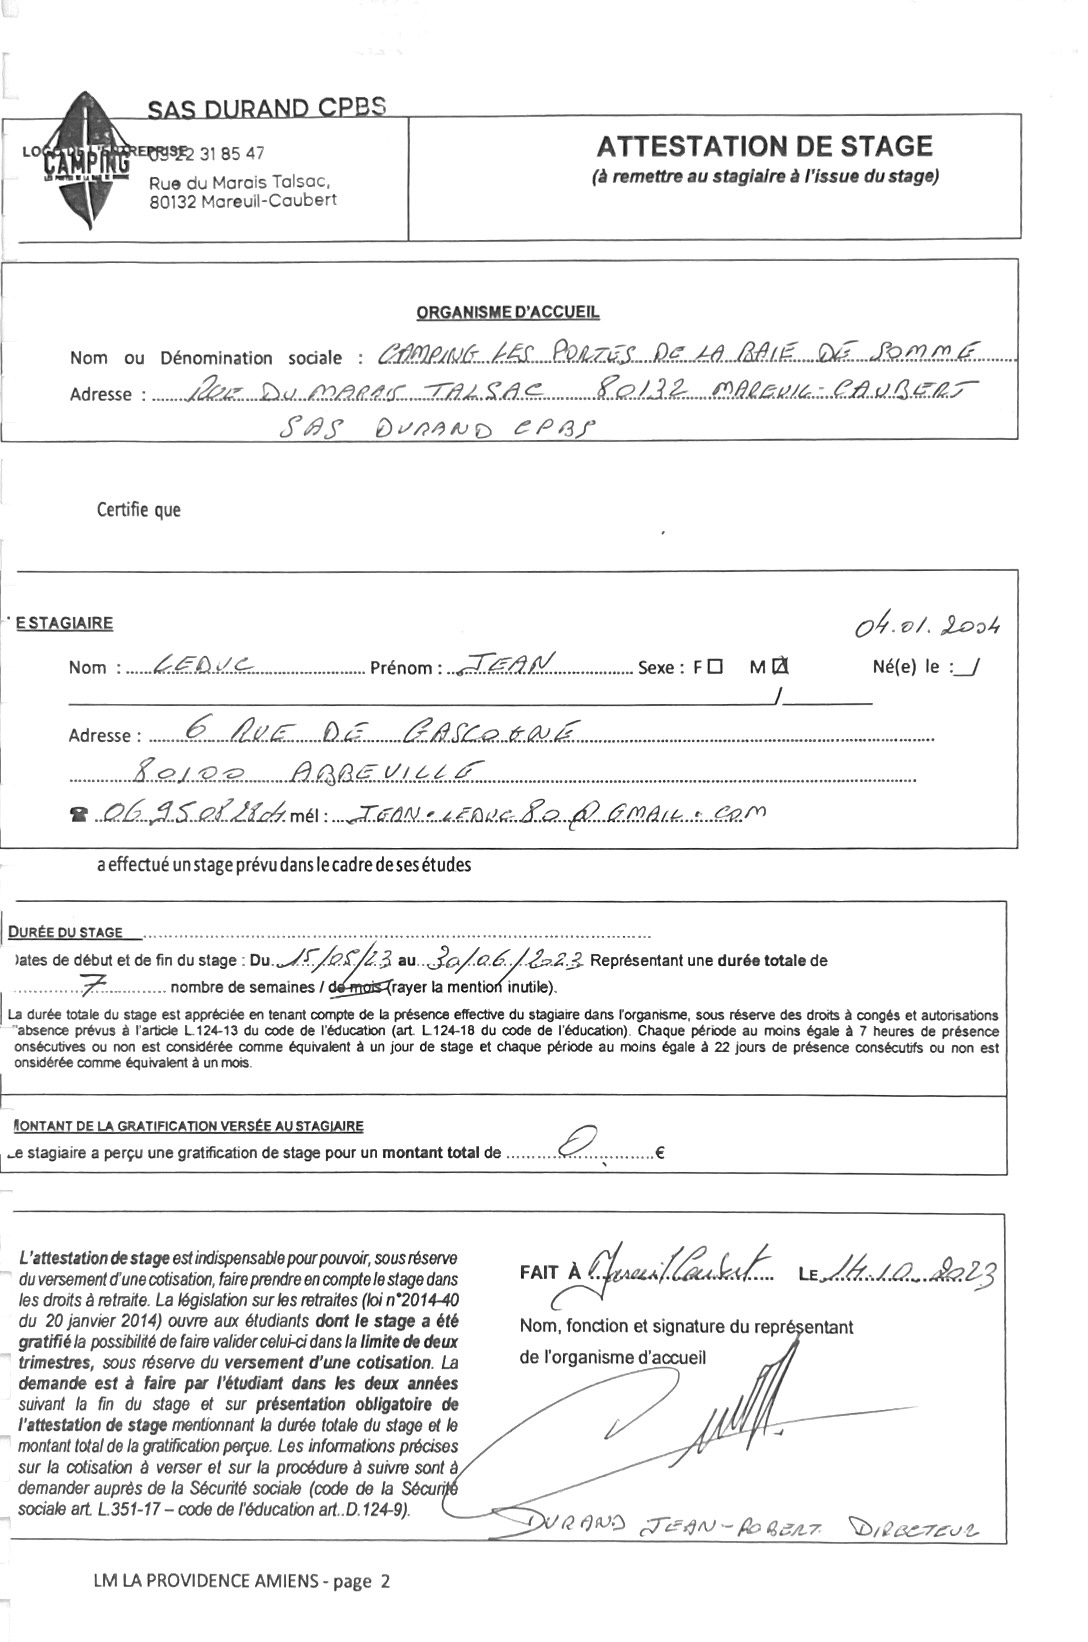 SAS DURAND CPBS
LOGO DE L'ENTREPRISE
CAMPING
03 22 31 85 47
Rue du Marais Talsac,
80132 Mareuil-Caubert
ATTESTATION DE STAGE
(à remettre au stagiaire à l'issue du stage)
ORGANISME D'ACCUEIL
Nom ou Dénomination sociale : CAMPING LES PORTES DE LA BAIE DE SOMME
Adresse : RUE DU MARAIS TALSAC 80132 MAREUIL-CAUBERT
SAS DURAND CPBS
Certifie que
E STAGIAIRE
04.01.2004
Nom : LEDUC Prénom : JEAN Sexe : F ☐ M ☑ Né(e) le :__/
/
Adresse : 6 RUE DE GASCOGNE
80100 ABBEVILLE
☎ 06 95 08 28 04 mél : JEAN.LEDUC80@GMAIL.COM
a effectué un stage prévu dans le cadre de ses études
DURÉE DU STAGE
Dates de début et de fin du stage : Du 15/05/23 au 30/06/2023 Représentant une durée totale de
7 nombre de semaines / de mois (rayer la mention inutile).
La durée totale du stage est appréciée en tenant compte de la présence effective du stagiaire dans l'organisme, sous réserve des droits à congés et autorisations
'absence prévus à l'article L.124-13 du code de l'éducation (art. L.124-18 du code de l'éducation). Chaque période au moins égale à 7 heures de présence
onsécutives ou non est considérée comme équivalent à un jour de stage et chaque période au moins égale à 22 jours de présence consécutifs ou non est
onsidérée comme équivalent à un mois.
MONTANT DE LA GRATIFICATION VERSÉE AU STAGIAIRE
Le stagiaire a perçu une gratification de stage pour un montant total de 0 €
L'attestation de stage est indispensable pour pouvoir, sous réserve
du versement d'une cotisation, faire prendre en compte le stage dans
les droits à retraite. La législation sur les retraites (loi n°2014-40
du 20 janvier 2014) ouvre aux étudiants dont le stage a été
gratifié la possibilité de faire valider celui-ci dans la limite de deux
trimestres, sous réserve du versement d'une cotisation. La
demande est à faire par l'étudiant dans les deux années
suivant la fin du stage et sur présentation obligatoire de
l'attestation de stage mentionnant la durée totale du stage et le
montant total de la gratification perçue. Les informations précises
sur la cotisation à verser et sur la procédure à suivre sont à
demander auprès de la Sécurité sociale (code de la Sécurité
sociale art. L.351-17 – code de l'éducation art..D.124-9).
FAIT À Mareuil Caubert LE 14.10.2023
Nom, fonction et signature du représentant
de l'organisme d'accueil
DURAND JEAN-ROBERT DIRECTEUR
LM LA PROVIDENCE AMIENS - page 2